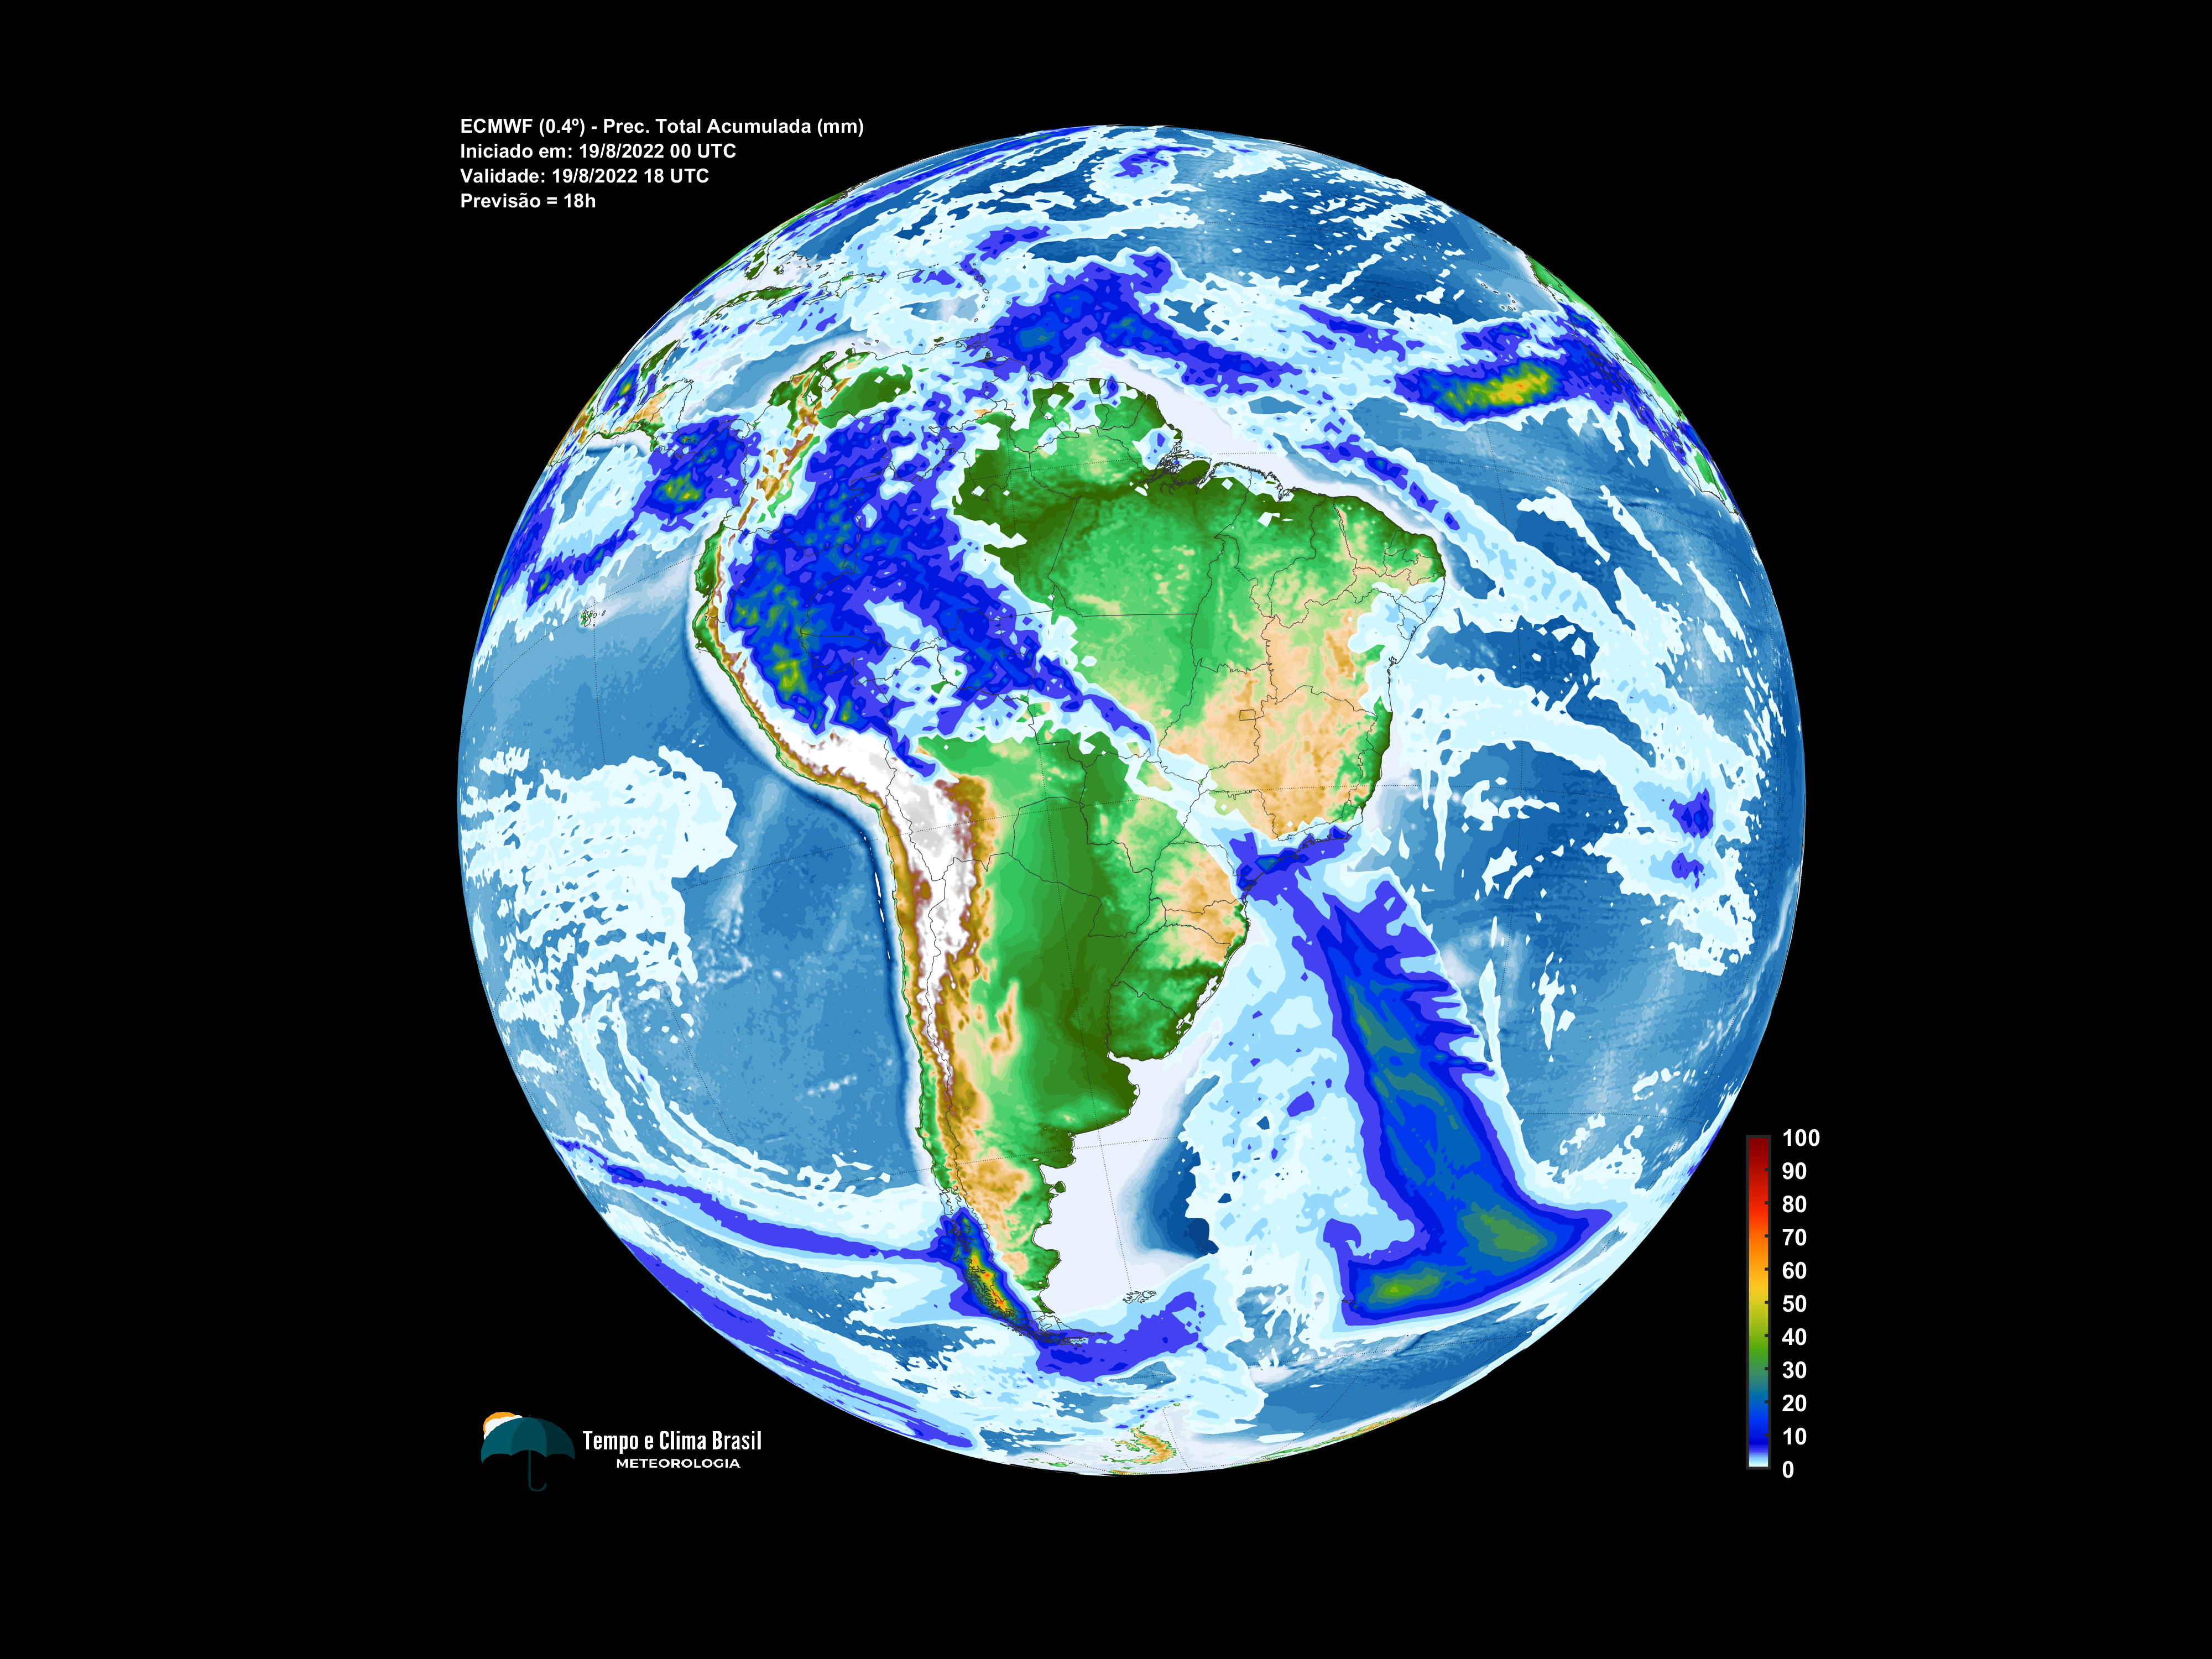 ECMWF (0.4º) - Prec. Total Acumulada (mm)
Iniciado em: 19/8/2022 00 UTC
Validade: 19/8/2022 18 UTC
Previsão = 18h
100
90
80
70
60
50
40
30
20
10
0
Tempo e Clima Brasil
METEOROLOGIA